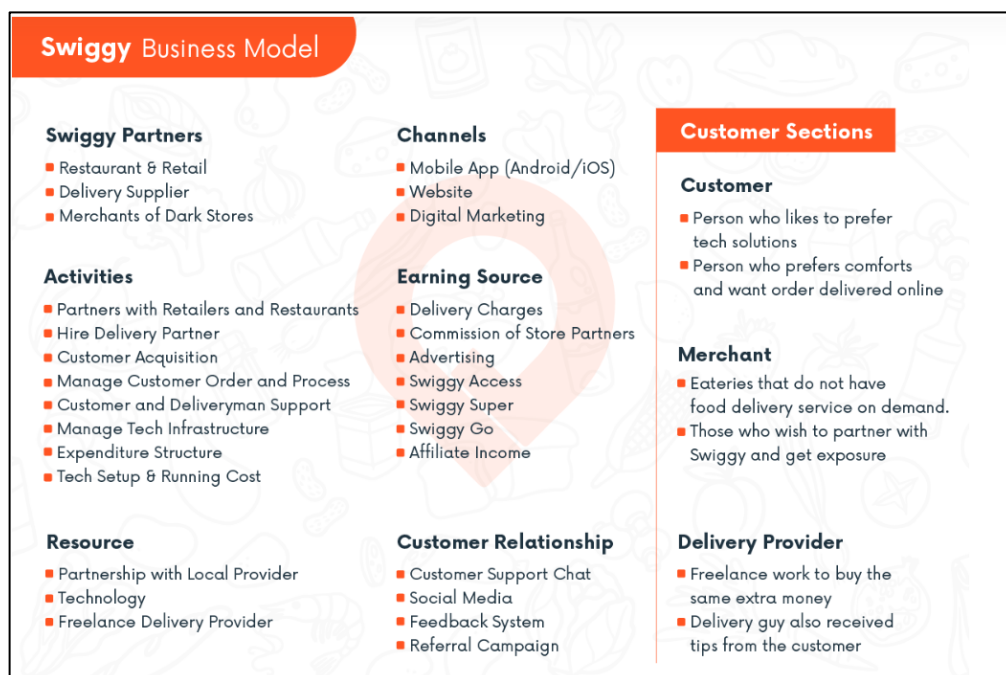 Swiggy Business Model
Swiggy Partners
Restaurant & Retail
Delivery Supplier
Merchants of Dark Stores
Channels
Mobile App (Android/iOS)
Website
Digital Marketing
Activities
Partners with Retailers and Restaurants
Hire Delivery Partner
Customer Acquisition
Manage Customer Order and Process
Customer and Deliveryman Support
Manage Tech Infrastructure
Expenditure Structure
Tech Setup & Running Cost
Earning Source
Delivery Charges
Commission of Store Partners
Advertising
Swiggy Access
Swiggy Super
Swiggy Go
Affiliate Income
Resource
Partnership with Local Provider
Technology
Freelance Delivery Provider
Customer Relationship
Customer Support Chat
Social Media
Feedback System
Referral Campaign
Customer Sections
Customer
Person who likes to prefer
tech solutions
Person who prefers comforts
and want order delivered online
Merchant
Eateries that do not have
food delivery service on demand.
Those who wish to partner with
Swiggy and get exposure
Delivery Provider
Freelance work to buy the
same extra money
Delivery guy also received
tips from the customer